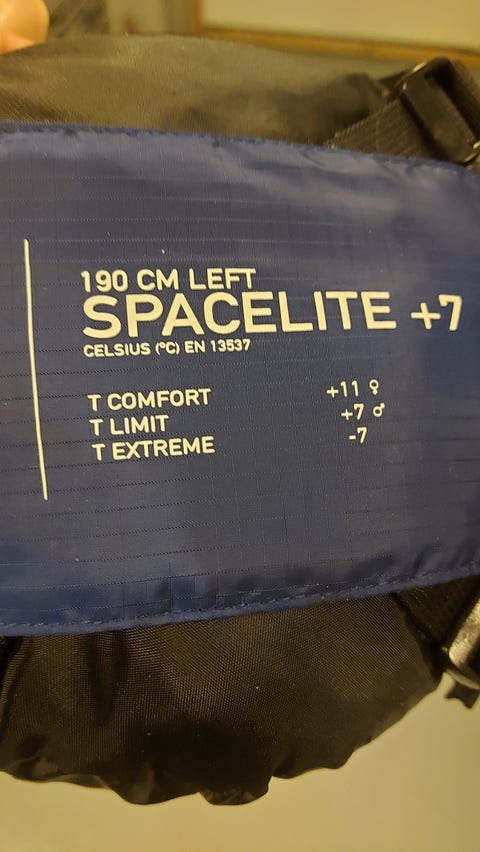 190 CM LEFT
SPACELITE +7
CELSIUS (°C) EN 13537
T COMFORT +11 ♀
T LIMIT +7 ♂
T EXTREME -7